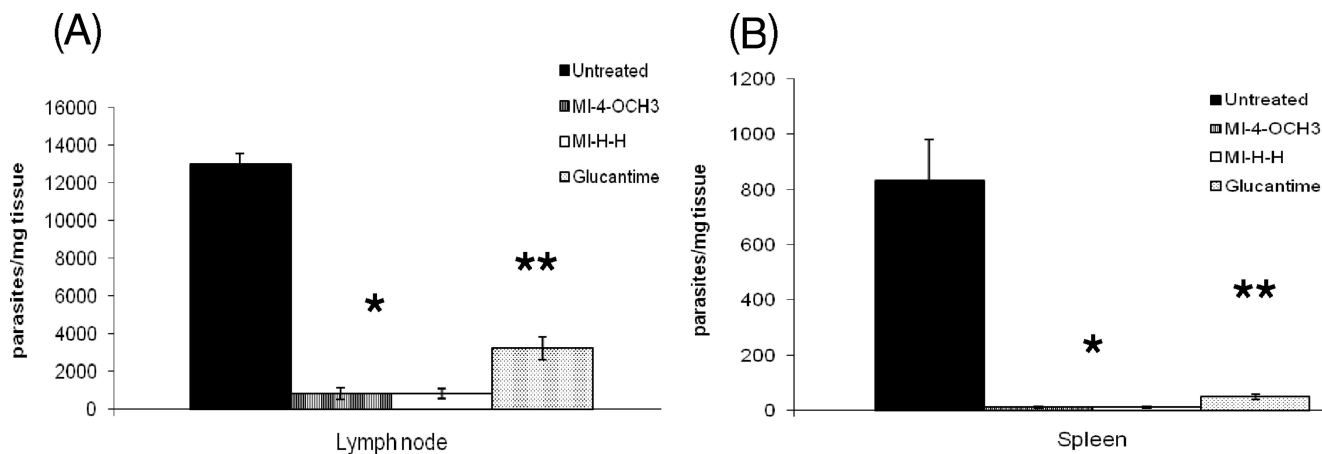 (A)
Untreated
MI-4-OCH3
MI-H-H
Glucantime
16000
14000
12000
10000
8000
6000
4000
2000
0
parasites/mg tissue
*
**
Lymph node
(B)
Untreated
MI-4-OCH3
MI-H-H
Glucantime
1200
1000
800
600
400
200
0
parasites/mg tissue
*
**
Spleen